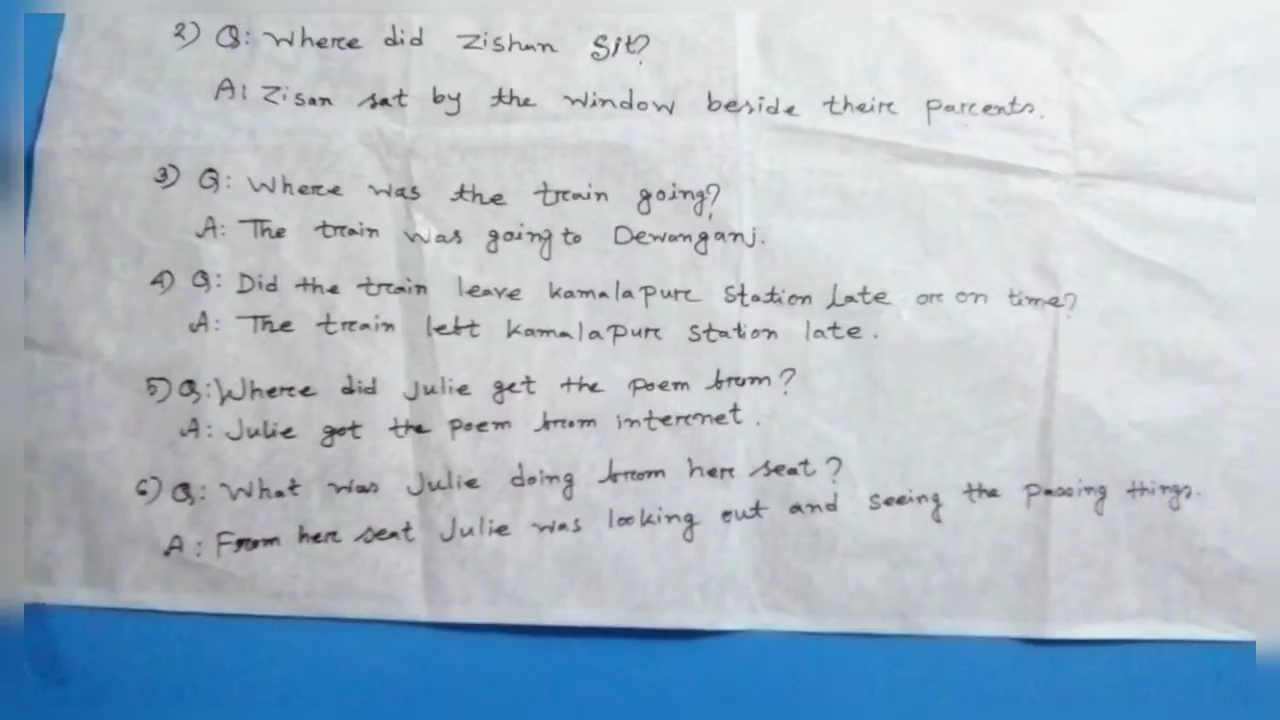 2) Q: Where did Zishan Sit?
A: Zisan sat by the window beside their parents.
3) Q: Where was the train going?
A: The train was going to Dewanganj.
4) Q: Did the train leave Kamalapur Station Late or on time?
A: The train left Kamalapur Station late.
5) Q: Where did Julie get the poem from?
A: Julie got the poem from internet.
6) Q: What was Julie doing from her seat?
A: From her seat Julie was looking out and seeing the passing things.